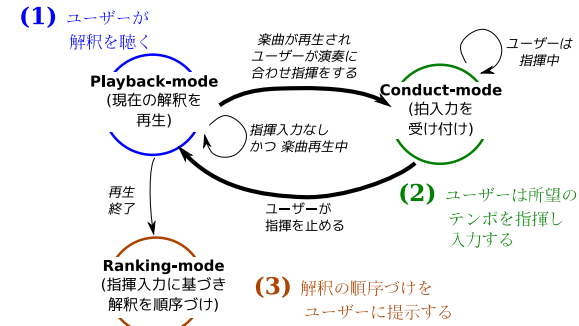 (1) ユーザーが
解釈を聴く
Playback-mode
(現在の解釈を
再生)
楽曲が再生され
ユーザーが演奏に
合わせ指揮をする
ユーザーは
指揮中
Conduct-mode
(拍入力を
受け付け)
指揮入力なし
かつ 楽曲再生中
(2) ユーザーは所望の
テンポを指揮し
入力する
ユーザーが
指揮を止める
再生
終了
Ranking-mode
(指揮入力に基づき
解釈を順序づけ)
(3) 解釈の順序づけを
ユーザーに提示する